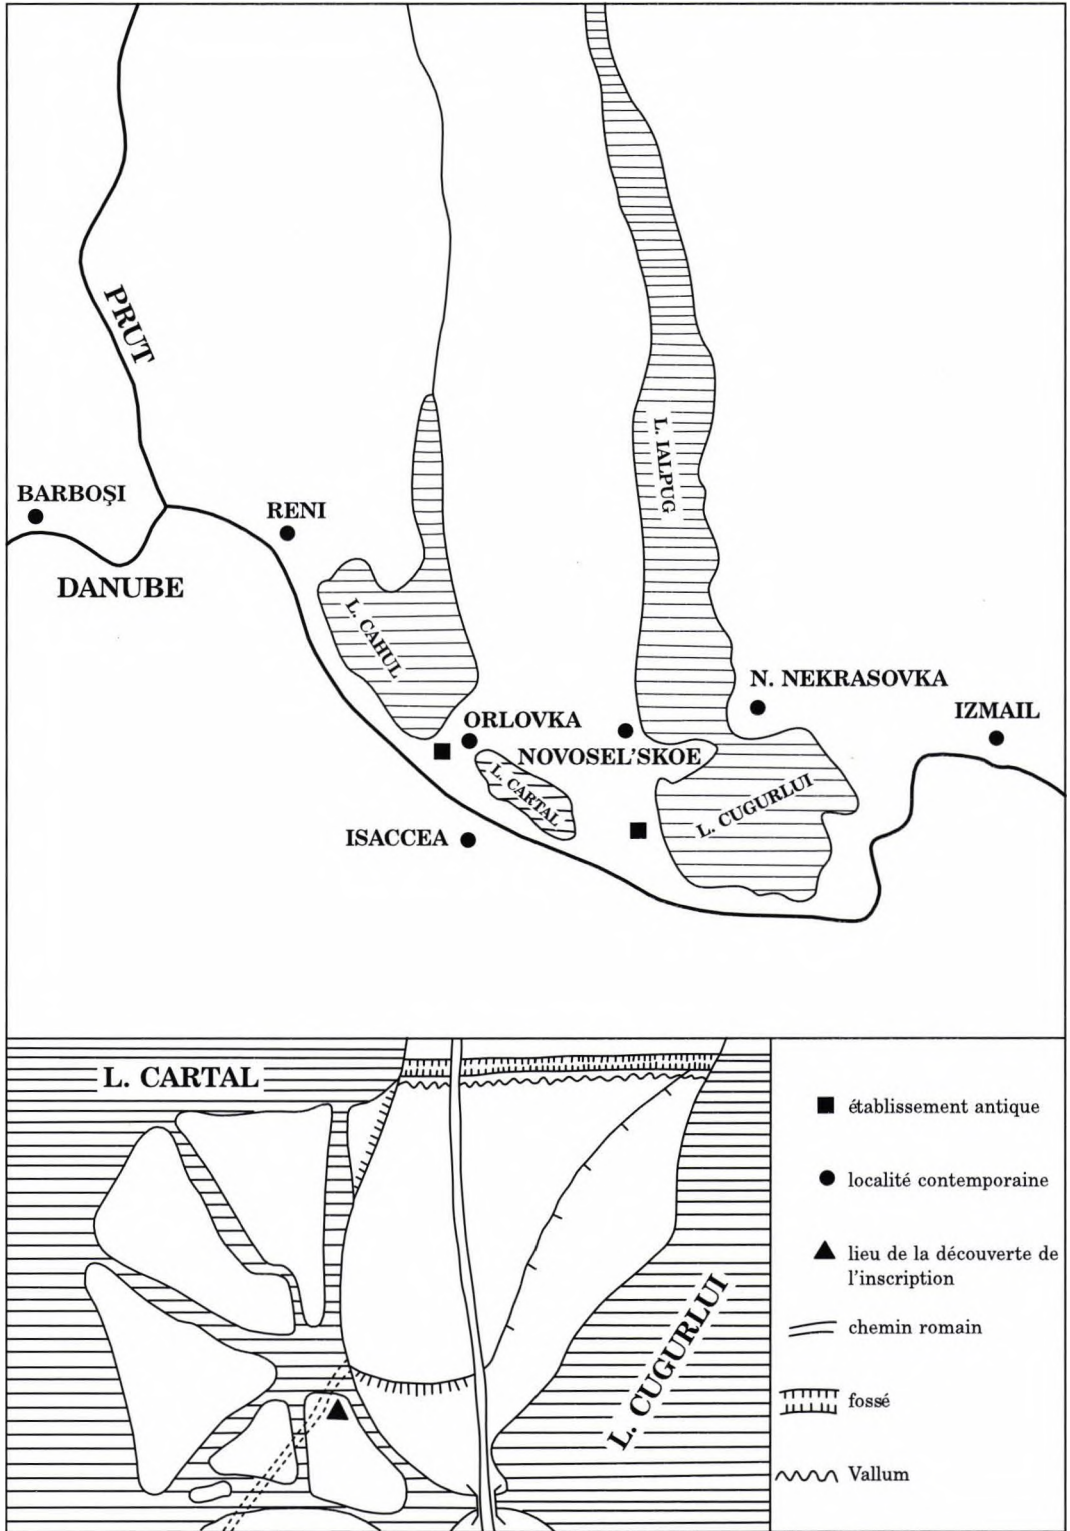 PRUT
BARBOŞI
RENI
DANUBE
L. IALPUG
L. CAHUL
N. NEKRASOVKA
IZMAIL
ORLOVKA
NOVOSEL'SKOE
L. CARTAL
L. CUGURLUI
ISACCEA
L. CARTAL
L. CUGURLUI
établissement antique
localité contemporaine
lieu de la découverte de
l'inscription
chemin romain
fossé
Vallum